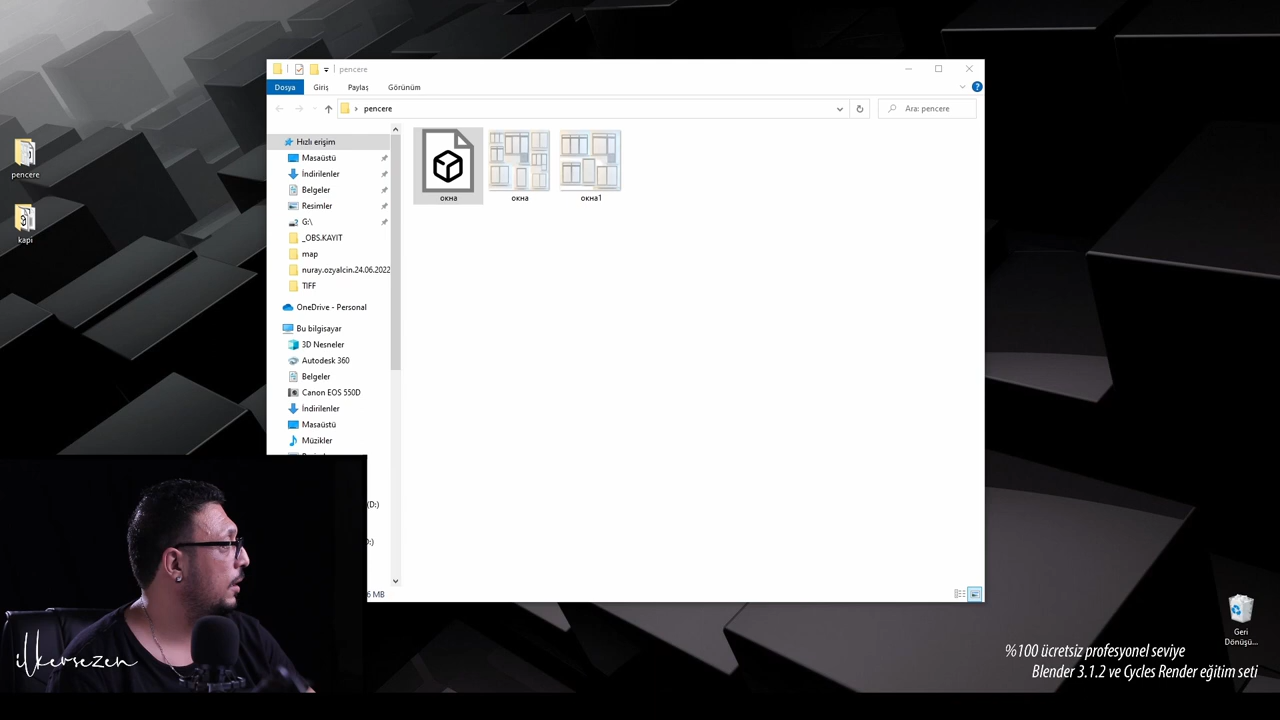 pencere
Dosya
Giriş
Paylaş
Görünüm
pencere
Ara: pencere
pencere
kapi
Hızlı erişim
Masaüstü
İndirilenler
Belgeler
Resimler
G:\
_OBS.KAYIT
map
nuray.ozyalcin.24.06.2022
TIFF
OneDrive - Personal
Bu bilgisayar
3D Nesneler
Autodesk 360
Belgeler
Canon EOS 550D
İndirilenler
Masaüstü
Müzikler
(D:)
6 MB
окна
окна
окна1
ilkersezen
Geri
Dönüşü...
%100 ücretsiz profesyonel seviye
Blender 3.1.2 ve Cycles Render eğitim seti